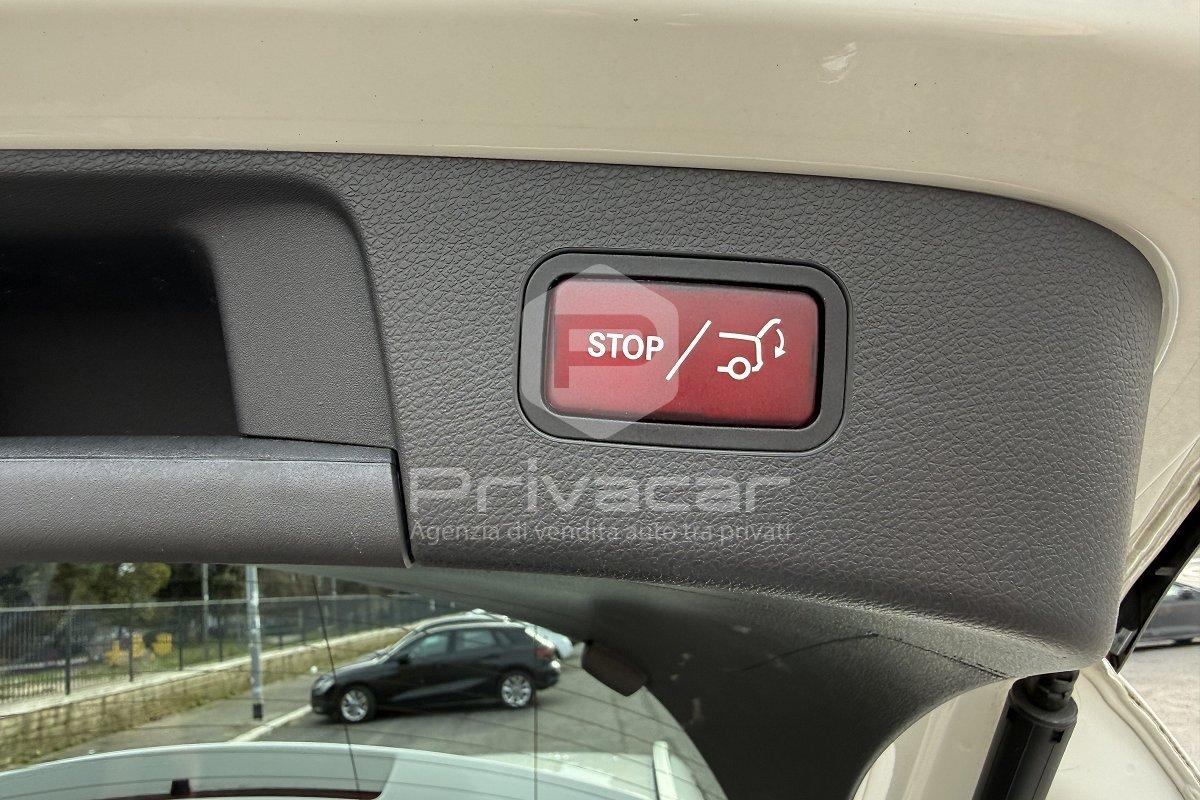 STOP
P
Privacar
Agenzia di vendita auto tra privati